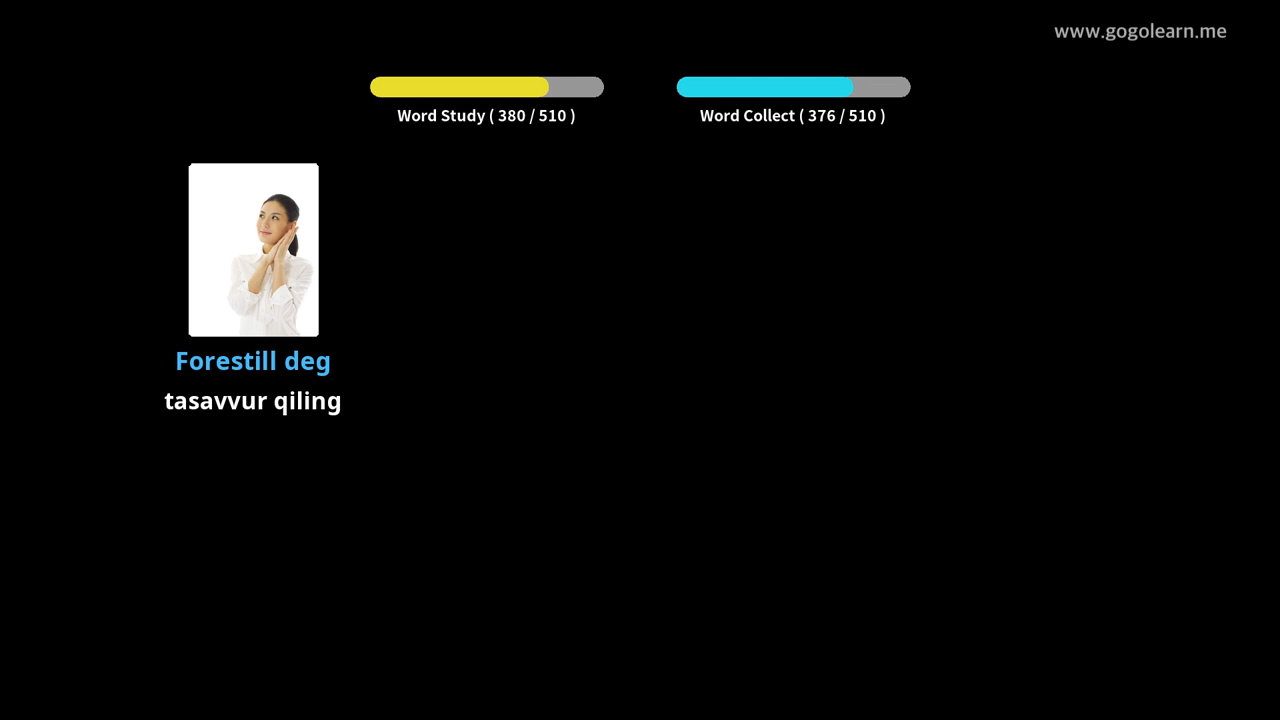 www.gogolearn.me
Word Study ( 380 / 510 )
Word Collect ( 376 / 510 )
Forestill deg
tasavvur qiling